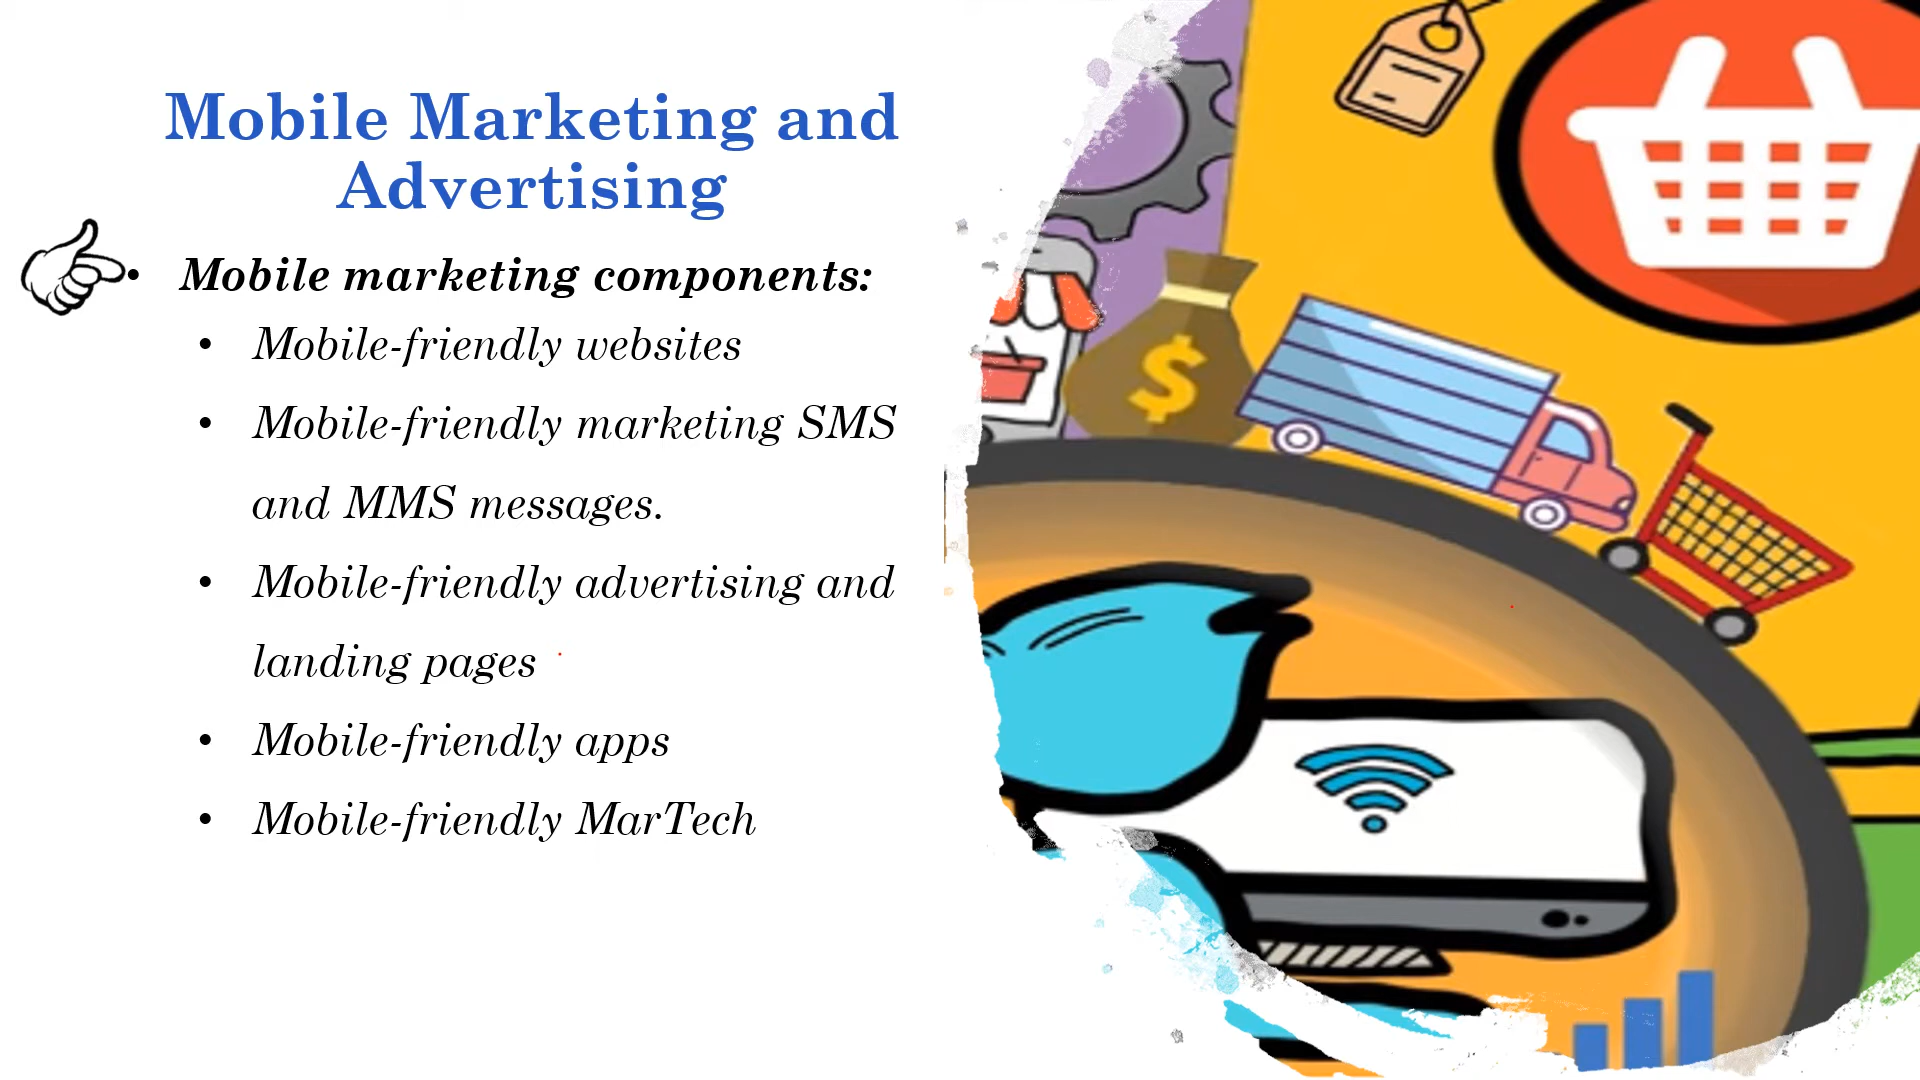 Mobile Marketing and
Advertising
• Mobile marketing components:
• Mobile-friendly websites
• Mobile-friendly marketing SMS
and MMS messages.
• Mobile-friendly advertising and
landing pages
• Mobile-friendly apps
• Mobile-friendly MarTech
$